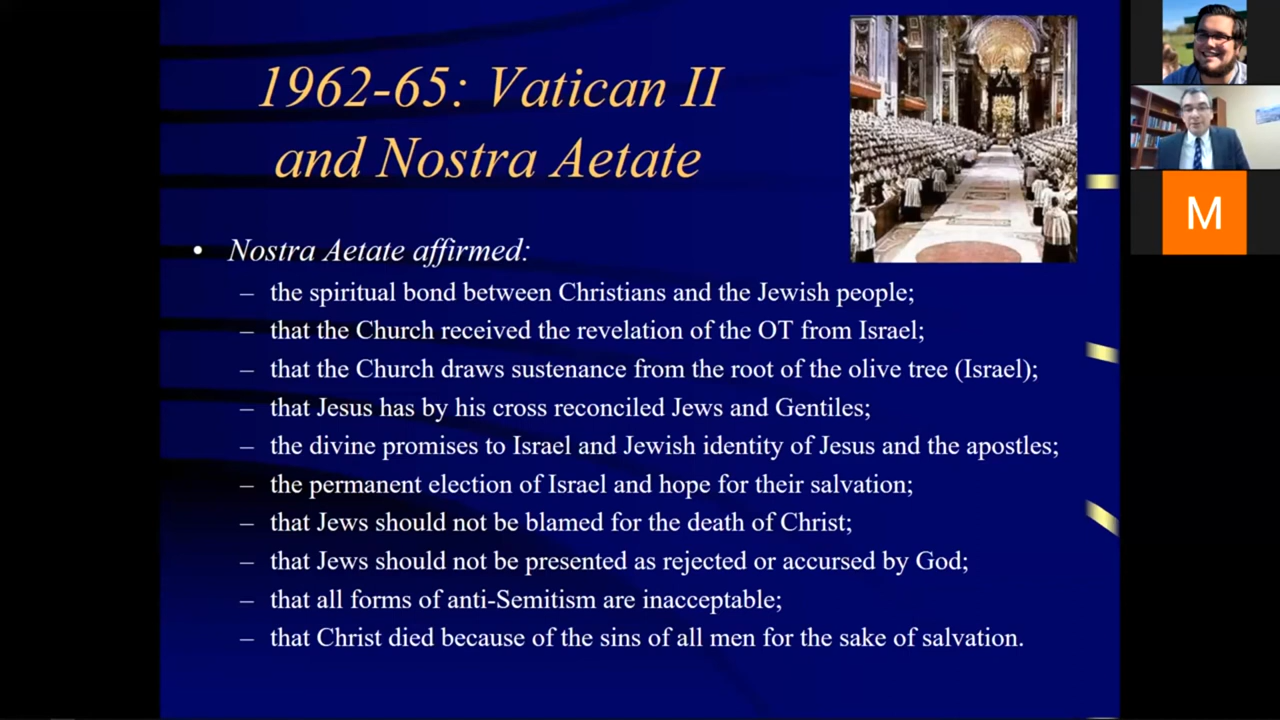 1962-65: Vatican II
and Nostra Aetate
• Nostra Aetate affirmed:
– the spiritual bond between Christians and the Jewish people;
– that the Church received the revelation of the OT from Israel;
– that the Church draws sustenance from the root of the olive tree (Israel);
– that Jesus has by his cross reconciled Jews and Gentiles;
– the divine promises to Israel and Jewish identity of Jesus and the apostles;
– the permanent election of Israel and hope for their salvation;
– that Jews should not be blamed for the death of Christ;
– that Jews should not be presented as rejected or accursed by God;
– that all forms of anti-Semitism are inacceptable;
– that Christ died because of the sins of all men for the sake of salvation.
M